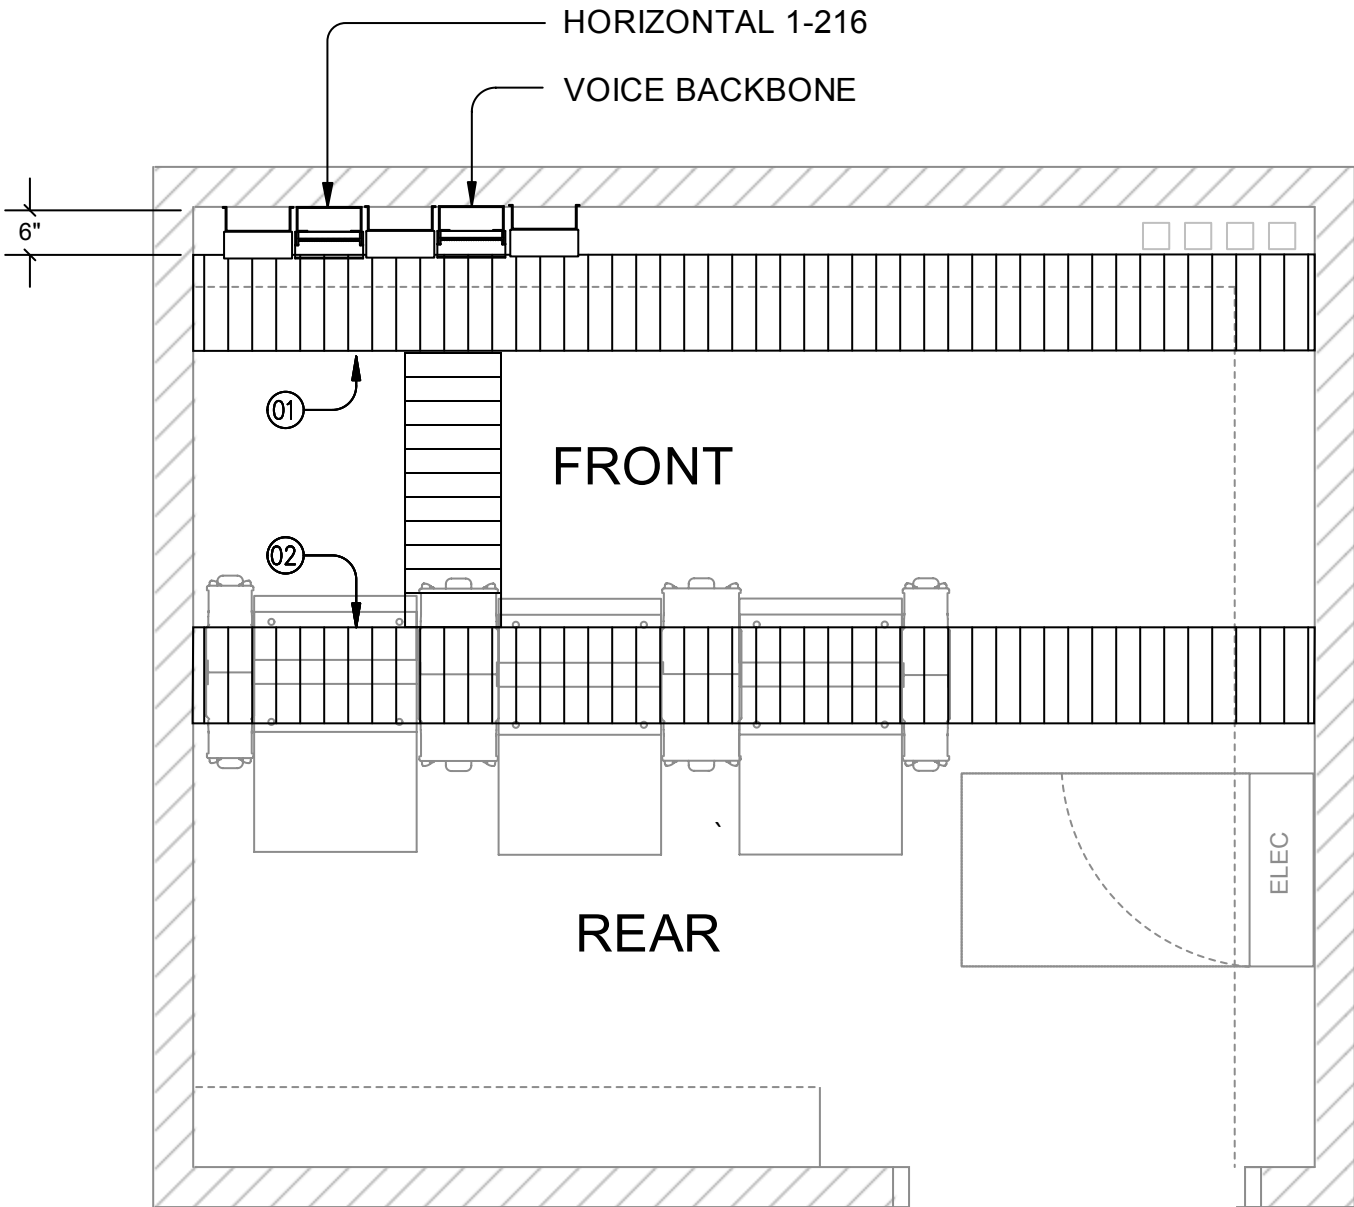 HORIZONTAL 1-216
VOICE BACKBONE
6"
01
FRONT
02
ELEC
REAR